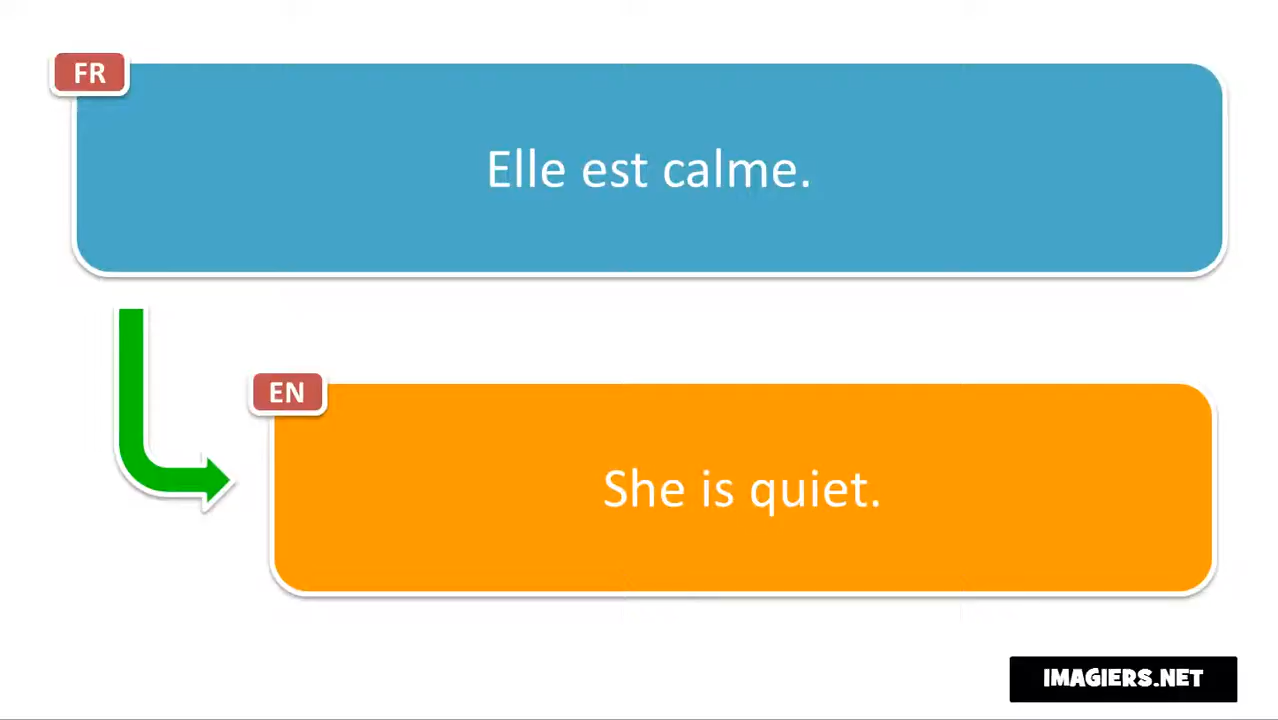 FR
Elle est calme.
EN
She is quiet.
IMAGIERS.NET